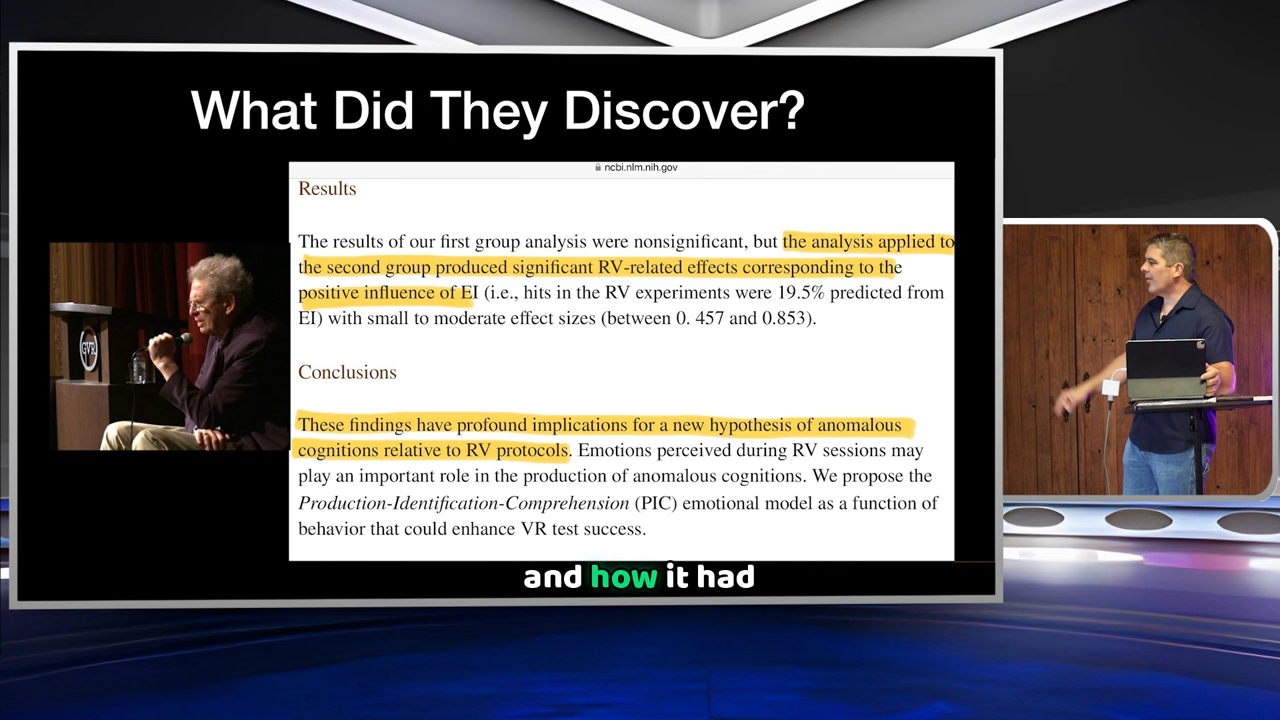 What Did They Discover?
ncbi.nlm.nih.gov
Results
The results of our first group analysis were nonsignificant, but the analysis applied to
the second group produced significant RV-related effects corresponding to the
positive influence of EI (i.e., hits in the RV experiments were 19.5% predicted from
EI) with small to moderate effect sizes (between 0. 457 and 0.853).
GVR
Conclusions
These findings have profound implications for a new hypothesis of anomalous
cognitions relative to RV protocols. Emotions perceived during RV sessions may
play an important role in the production of anomalous cognitions. We propose the
Production-Identification-Comprehension (PIC) emotional model as a function of
behavior that could enhance VR test success.
and how it had